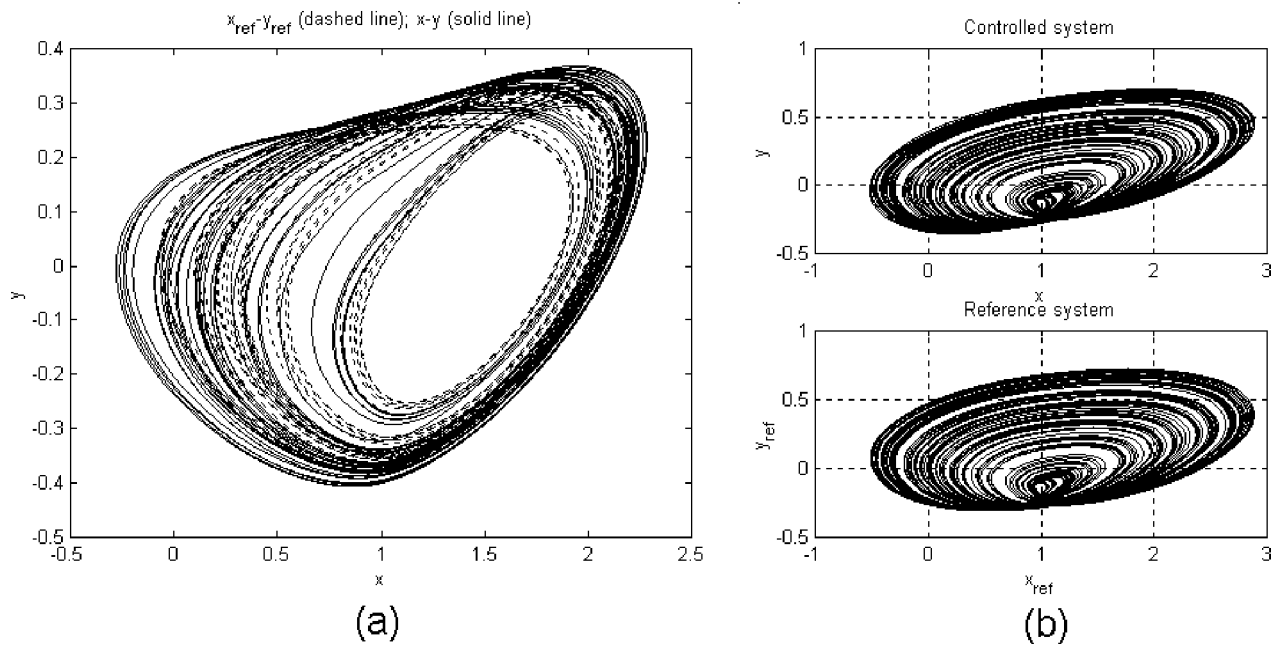 x_ref-y_ref (dashed line); x-y (solid line)
0.4
0.3
0.2
0.1
0
-0.1
-0.2
-0.3
-0.4
-0.5
y
-0.5 0 0.5 1 1.5 2 2.5
x
(a)
Controlled system
1
0.5
0
-0.5
y
-1 0 1 2 3
x
Reference system
1
0.5
0
-0.5
y_ref
-1 0 1 2 3
x_ref
(b)